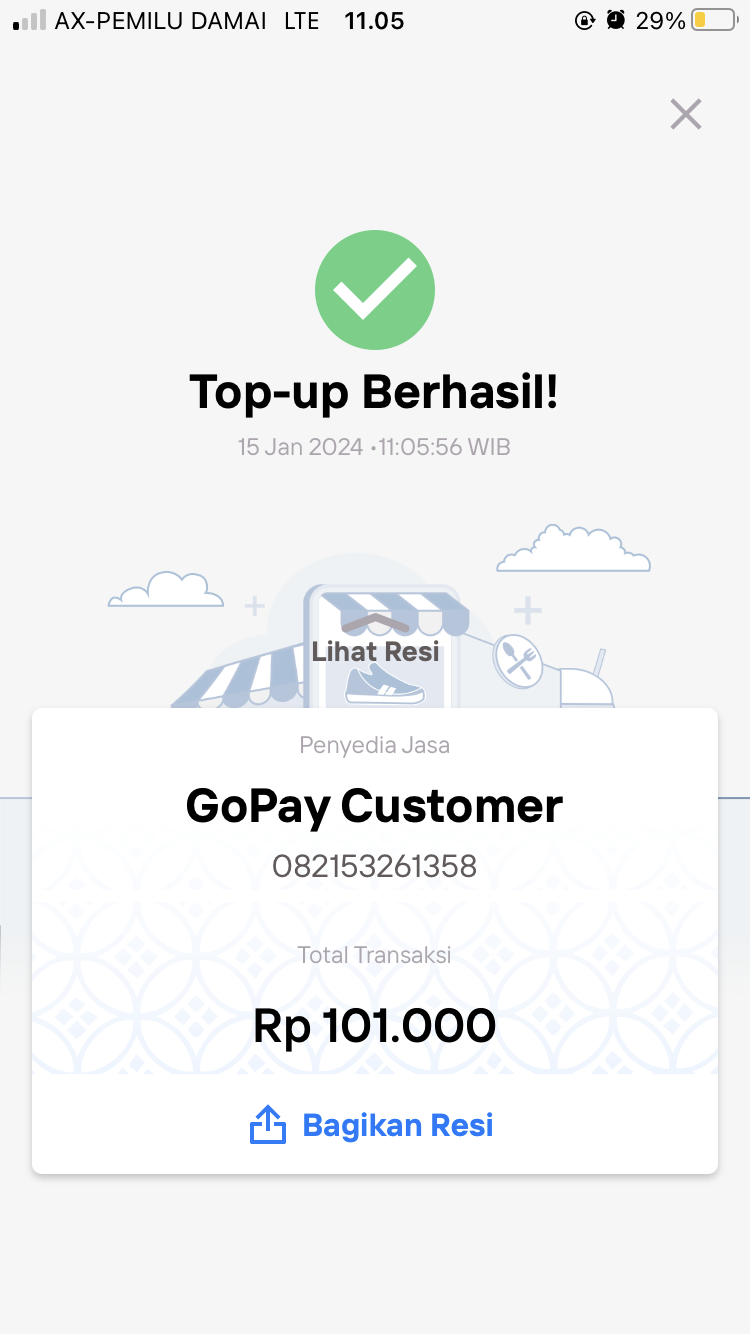 AX-PEMILU DAMAI LTE 11.05 29%
Top-up Berhasil!
15 Jan 2024 •11:05:56 WIB
Lihat Resi
Penyedia Jasa
GoPay Customer
082153261358
Total Transaksi
Rp 101.000
Bagikan Resi